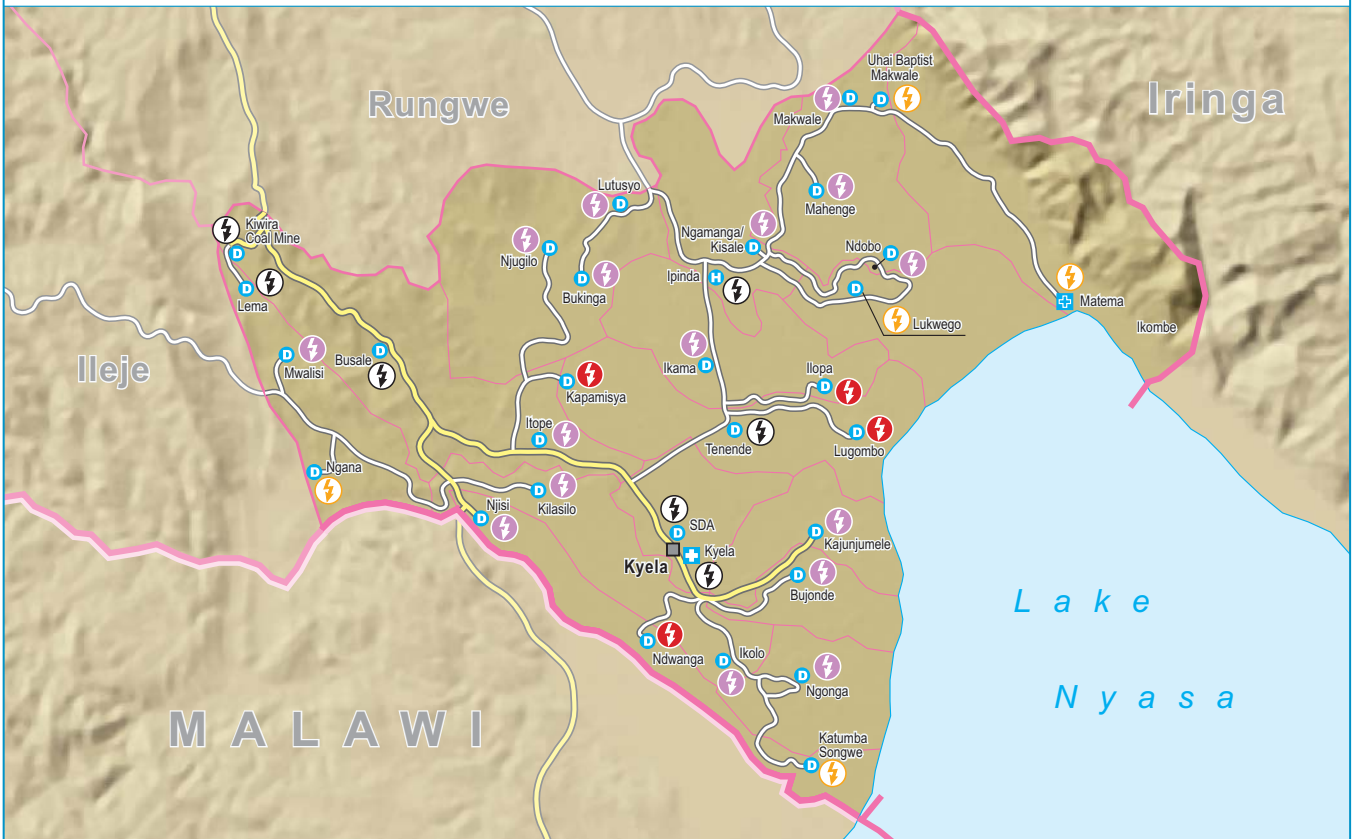 Uhai Baptist
Makwale
D
D
Rungwe
Iringa
Makwale
Lutusyo
D
D
Mahenge
Kiwira
Coal Mine
D
Njugilo
D
Ngamanga/
Kisale
D
Ndobo
D
D
Bukinga
Ipinda
H
D
Lukwego
Matema
Ikombe
D
Lema
Ileje
D
Mwalisi
Busale
D
Ikama
D
D
Kapamisya
Ilopa
D
Itope
D
D
Tenende
D
Lugombo
D
Ngana
D
Kilasilo
Njisi
D
D
SDA
Kyela
Kyela
D
Kajunjumele
D
Bujonde
Lake
D
Ndwanga
Ikolo
D
D
Ngonga
Nyasa
MALAWI
Katumba
Songwe
D